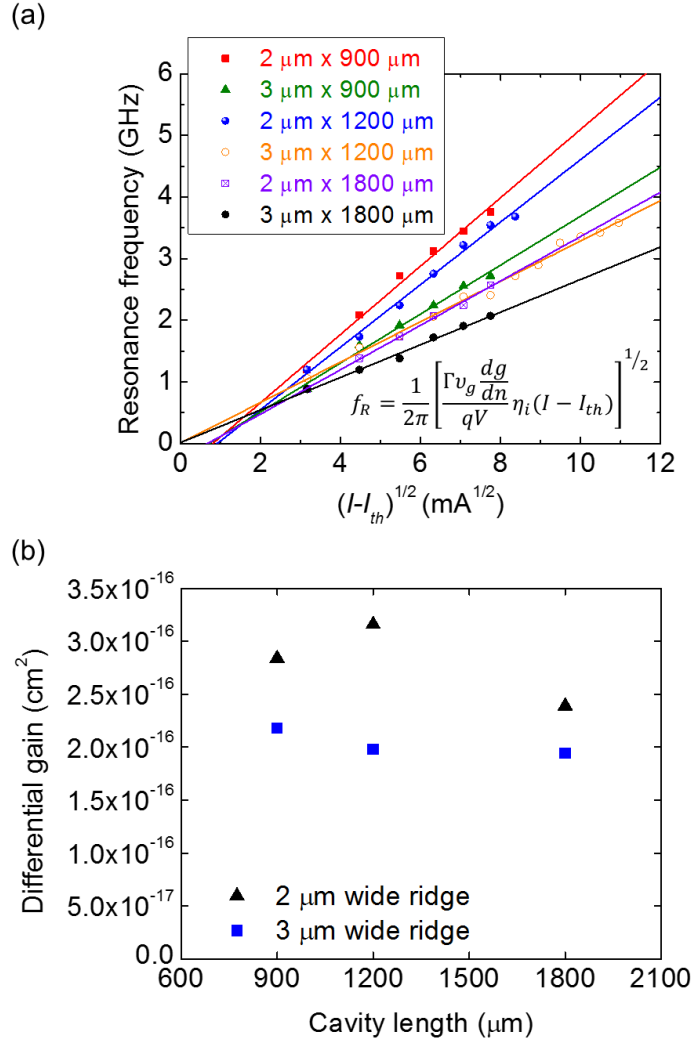 (a)
2 μm x 900 μm
3 μm x 900 μm
2 μm x 1200 μm
3 μm x 1200 μm
2 μm x 1800 μm
3 μm x 1800 μm
6
5
4
3
2
1
0
Resonance frequency (GHz)
f_R = 1/2π [Γυ_g dg/dn / qV η_i(I − I_th)]^1/2
0 2 4 6 8 10 12
(I-I_th)^1/2 (mA^1/2)
(b)
3.5x10^-16
3.0x10^-16
2.5x10^-16
2.0x10^-16
1.5x10^-16
1.0x10^-16
5.0x10^-17
0.0
Differential gain (cm^2)
2 μm wide ridge
3 μm wide ridge
600 900 1200 1500 1800 2100
Cavity length (μm)